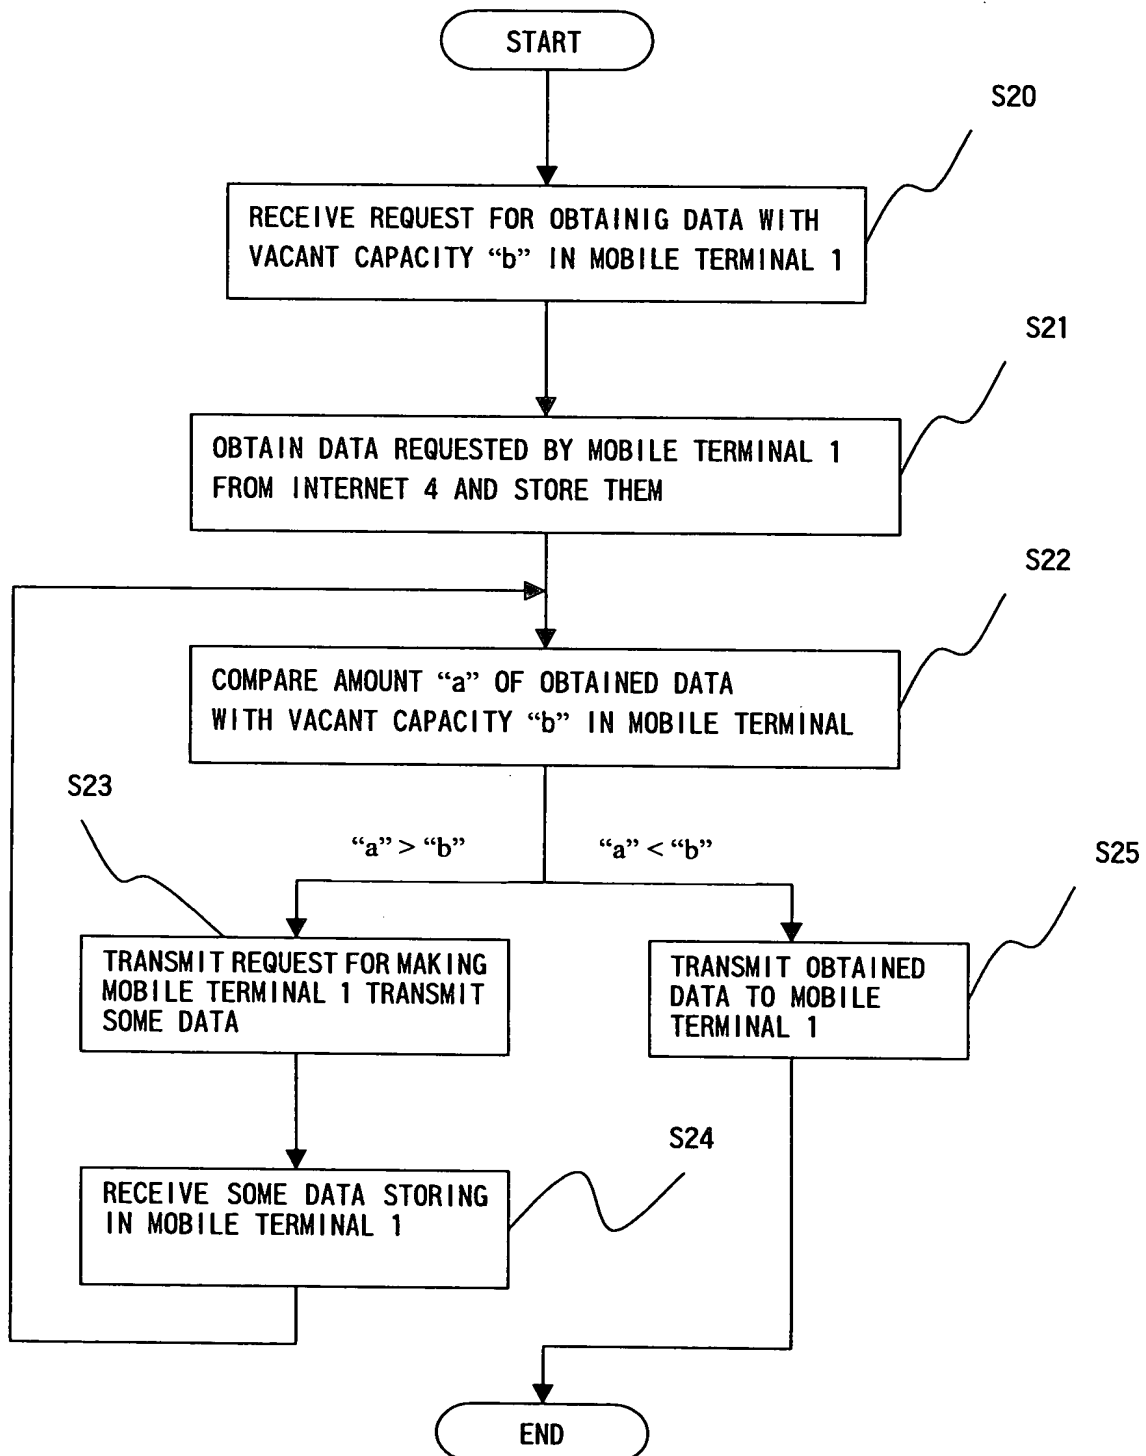 START
S20
RECEIVE REQUEST FOR OBTAINIG DATA WITH
VACANT CAPACITY “b” IN MOBILE TERMINAL 1
S21
OBTAIN DATA REQUESTED BY MOBILE TERMINAL 1
FROM INTERNET 4 AND STORE THEM
S22
COMPARE AMOUNT “a” OF OBTAINED DATA
WITH VACANT CAPACITY “b” IN MOBILE TERMINAL
S23
“a” > “b”
“a” < “b”
S25
TRANSMIT REQUEST FOR MAKING
MOBILE TERMINAL 1 TRANSMIT
SOME DATA
TRANSMIT OBTAINED
DATA TO MOBILE
TERMINAL 1
S24
RECEIVE SOME DATA STORING
IN MOBILE TERMINAL 1
END